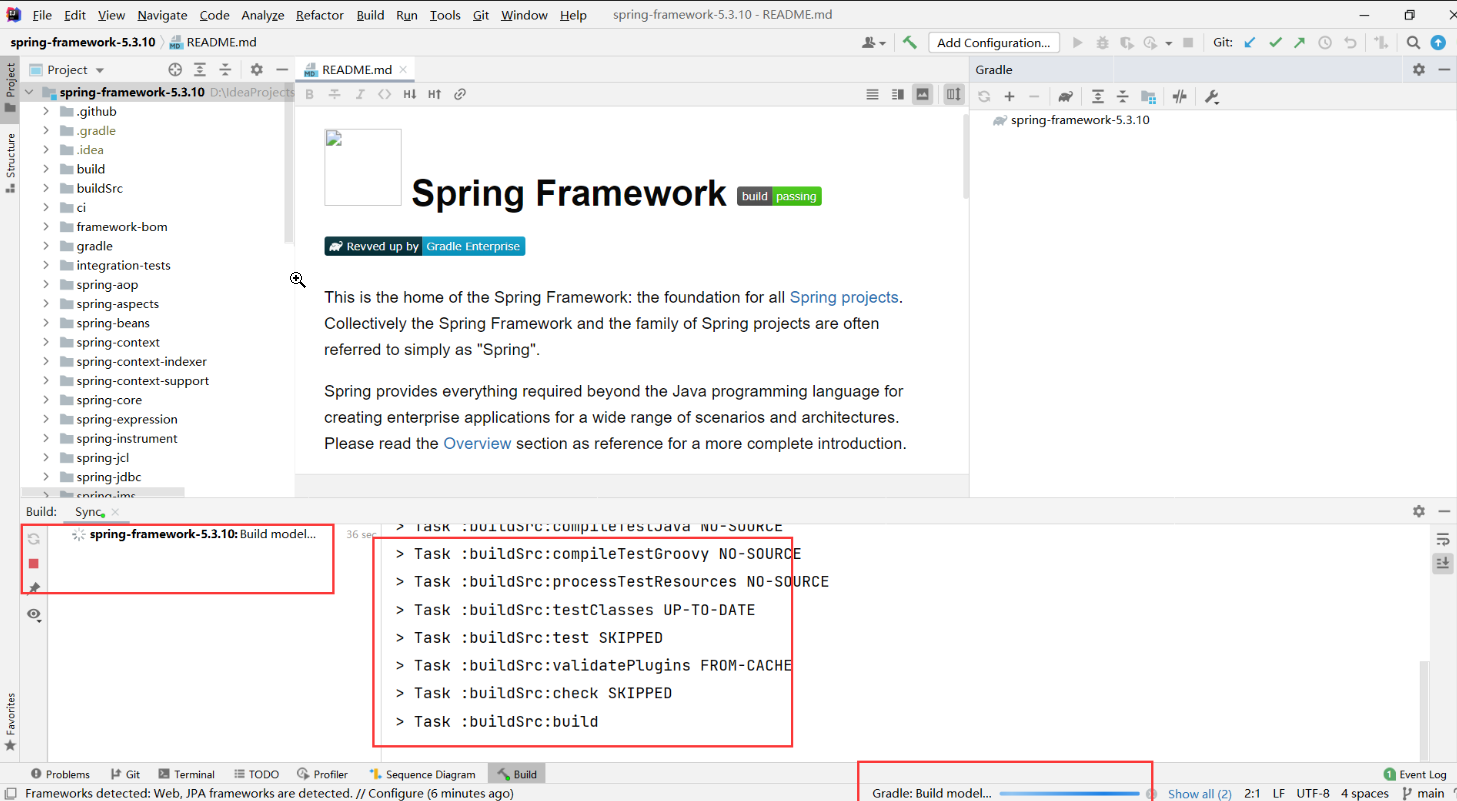 File Edit View Navigate Code Analyze Refactor Build Run Tools Git Window Help spring-framework-5.3.10 - README.md
spring-framework-5.3.10 README.md Add Configuration... Git:
Project
Structure
Favorites
Project
spring-framework-5.3.10 D:\IdeaProjects
.github
.gradle
.idea
build
buildSrc
ci
framework-bom
gradle
integration-tests
spring-aop
spring-aspects
spring-beans
spring-context
spring-context-indexer
spring-context-support
spring-core
spring-expression
spring-instrument
spring-jcl
spring-jdbc
spring-jms
README.md
Spring Framework build passing
Revved up by Gradle Enterprise
This is the home of the Spring Framework: the foundation for all Spring projects.
Collectively the Spring Framework and the family of Spring projects are often
referred to simply as "Spring".
Spring provides everything required beyond the Java programming language for
creating enterprise applications for a wide range of scenarios and architectures.
Please read the Overview section as reference for a more complete introduction.
Gradle
spring-framework-5.3.10
Build: Sync
spring-framework-5.3.10: Build model... 36 sec
> Task :buildSrc:compileTestJava NO-SOURCE
> Task :buildSrc:compileTestGroovy NO-SOURCE
> Task :buildSrc:processTestResources NO-SOURCE
> Task :buildSrc:testClasses UP-TO-DATE
> Task :buildSrc:test SKIPPED
> Task :buildSrc:validatePlugins FROM-CACHE
> Task :buildSrc:check SKIPPED
> Task :buildSrc:build
Problems Git Terminal TODO Profiler Sequence Diagram Build 1 Event Log
Frameworks detected: Web, JPA frameworks are detected. // Configure (6 minutes ago) Gradle: Build model... Show all (2) 2:1 LF UTF-8 4 spaces main